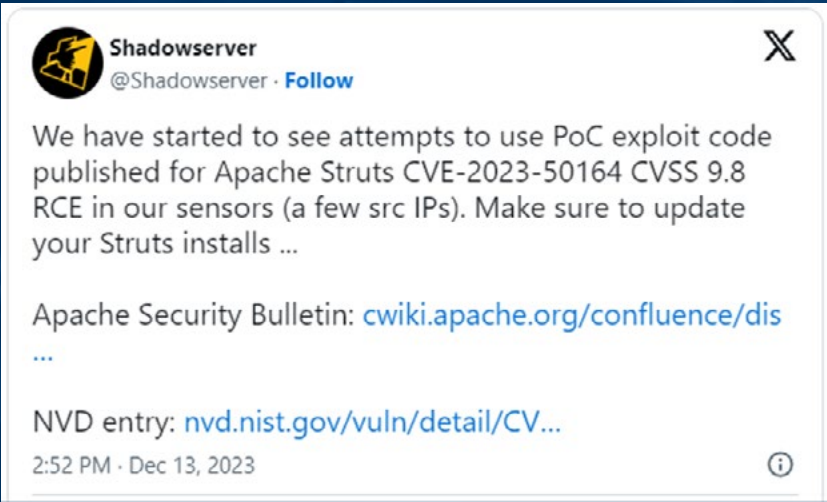 Shadowserver
@Shadowserver · Follow
We have started to see attempts to use PoC exploit code
published for Apache Struts CVE-2023-50164 CVSS 9.8
RCE in our sensors (a few src IPs). Make sure to update
your Struts installs ...
Apache Security Bulletin: cwiki.apache.org/confluence/dis
...
NVD entry: nvd.nist.gov/vuln/detail/CV...
2:52 PM · Dec 13, 2023